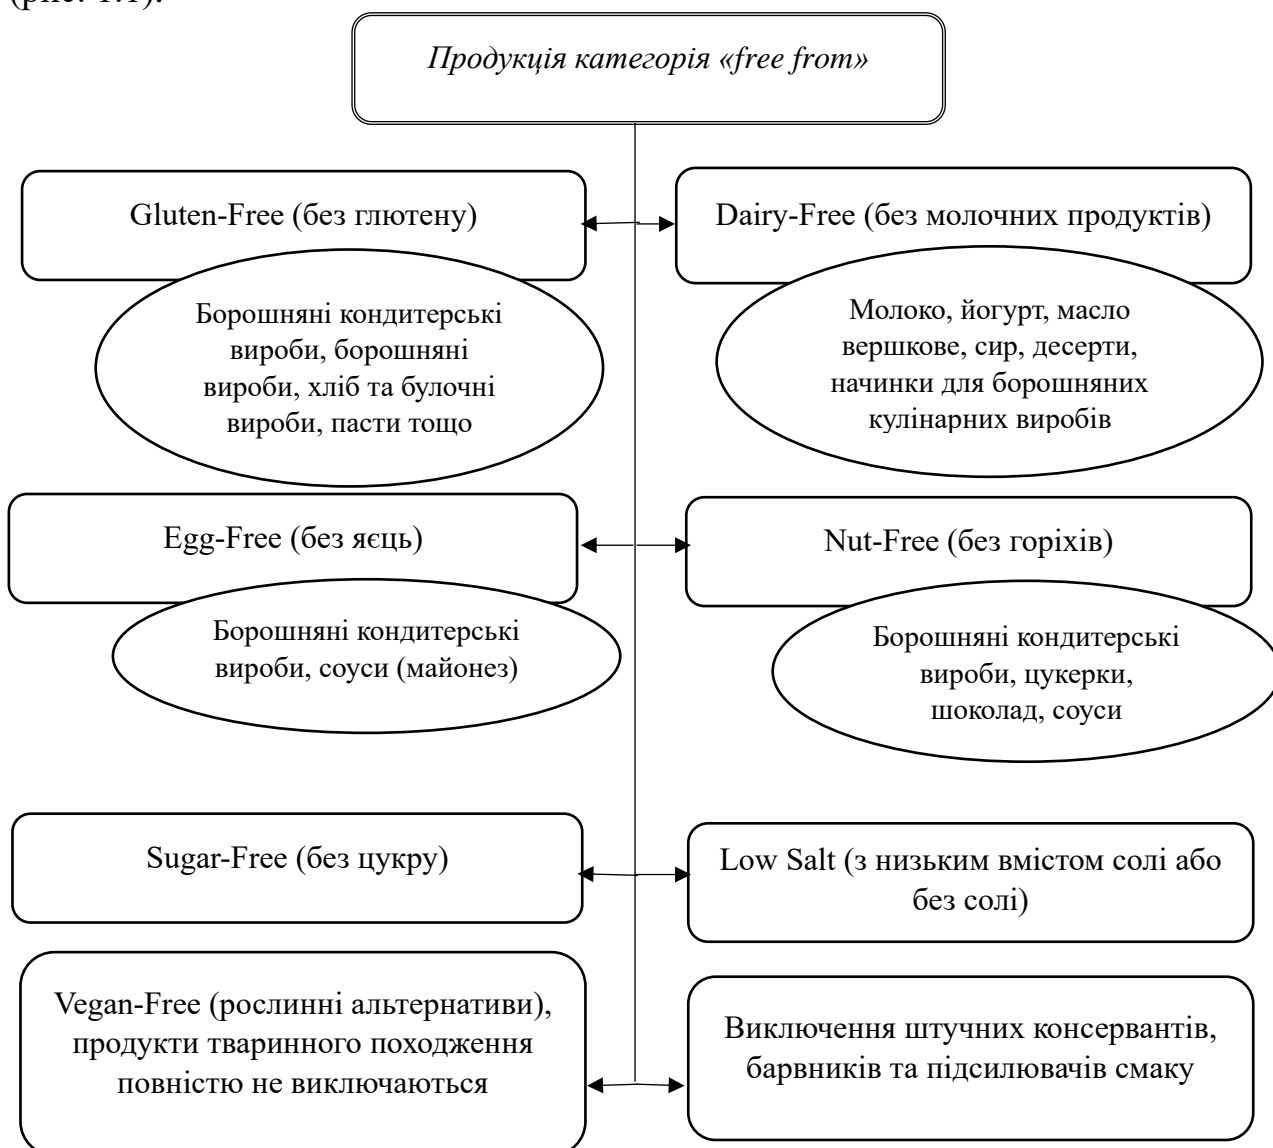 (рис. 1.1).
Продукція категорія «free from»
Gluten-Free (без глютену)
Dairy-Free (без молочних продуктів)
Борошняні кондитерські
вироби, борошняні
вироби, хліб та булочні
вироби, пасти тощо
Молоко, йогурт, масло
вершкове, сир, десерти,
начинки для борошняних
кулінарних виробів
Egg-Free (без яєць)
Nut-Free (без горіхів)
Борошняні кондитерські
вироби, соуси (майонез)
Борошняні кондитерські
вироби, цукерки,
шоколад, соуси
Sugar-Free (без цукру)
Low Salt (з низьким вмістом солі або
без солі)
Vegan-Free (рослинні альтернативи),
продукти тваринного походження
повністю не виключаються
Виключення штучних консервантів,
барвників та підсилювачів смаку